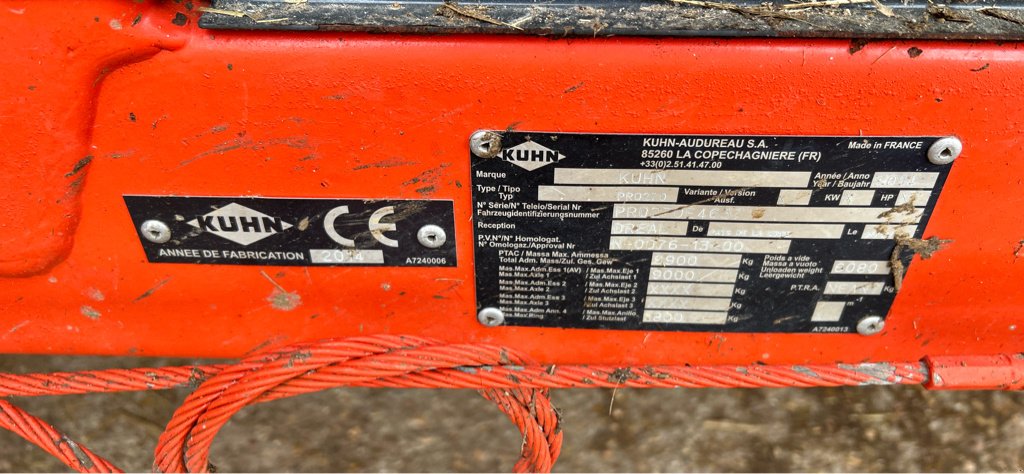 KUHN
CE
ANNEE DE FABRICATION 2014
A7240006
KUHN
KUHN-AUDUREAU S.A.
85260 LA COPECHAGNIERE (FR)
+33(0)2.51.41.47.00
Made in FRANCE
Marque KUHN
Année / Anno
Year / Baujahr
Type / Tipo
Typ
Variante / Version
Ausf.
KW
HP
N° Série/N° Teleio/Serial Nr
Fahrzeugidentifizierungsnummer
Reception DREAL De
Le
P.V.N°/N° Homologat.
N° Omologaz./Approval Nr
PTAC / Massa Max. Ammessa
Total Adm. Mass/Zul. Ges. Gew
Kg
Poids a vide
Massa a vuoto
Unloaden weight
Leergewicht
Mas.Max.Adm.Ess 1(AV) / Mas.Max.Eje 1
Mas.Max.Axle 1 / Zul Achslast 1
9000 Kg
P.T.R.A.
Mas.Max.Adm. Ess 2 / Mas.Max.Eje 2
Mas.Max.Axle 2 / Zul Achslast 2
XXXX Kg
Mas.Max.Adm. Ess 3 / Mas.Max.Eje 3
Mas.Max.Axle 3 / Zul Achslast 3
Kg
Mas.Max.Adm Ann. 4 / Mas.Max.Anillo
Mas.Max.Ring / Zul Stutzlast
Kg
A7240013